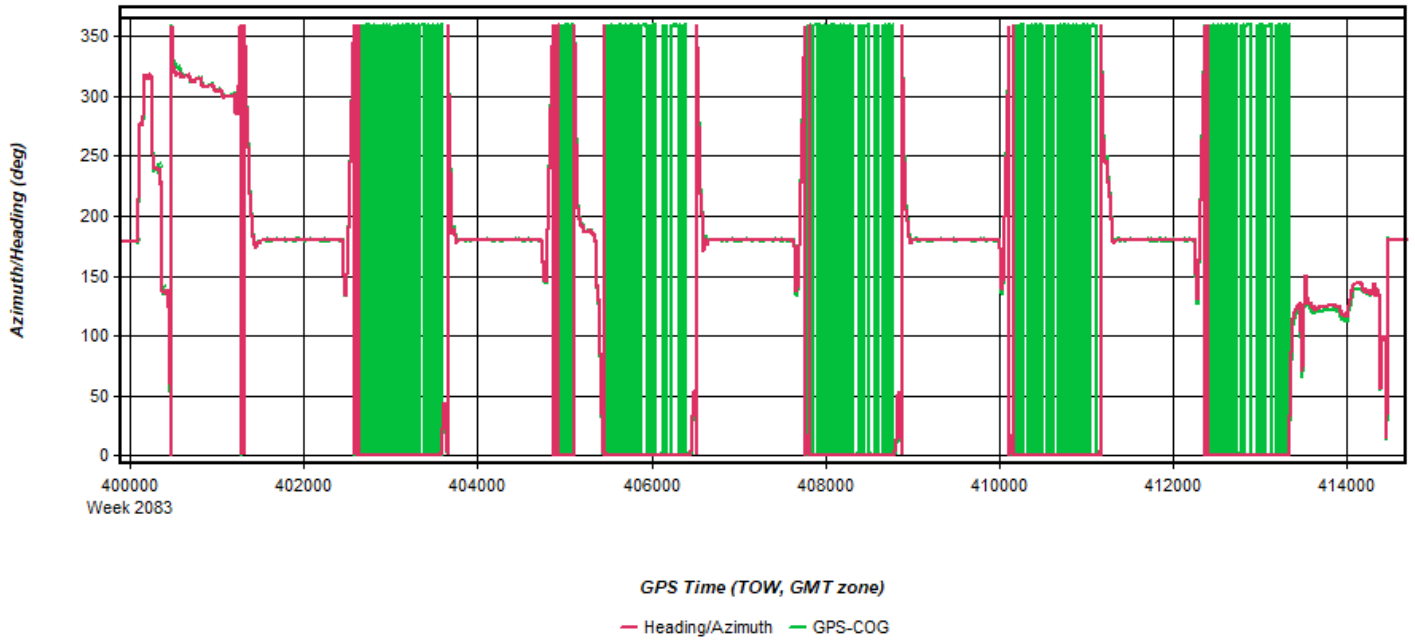 Azimuth/Heading (deg)
350
300
250
200
150
100
50
0
400000 402000 404000 406000 408000 410000 412000 414000
Week 2083
GPS Time (TOW, GMT zone)
Heading/Azimuth GPS-COG